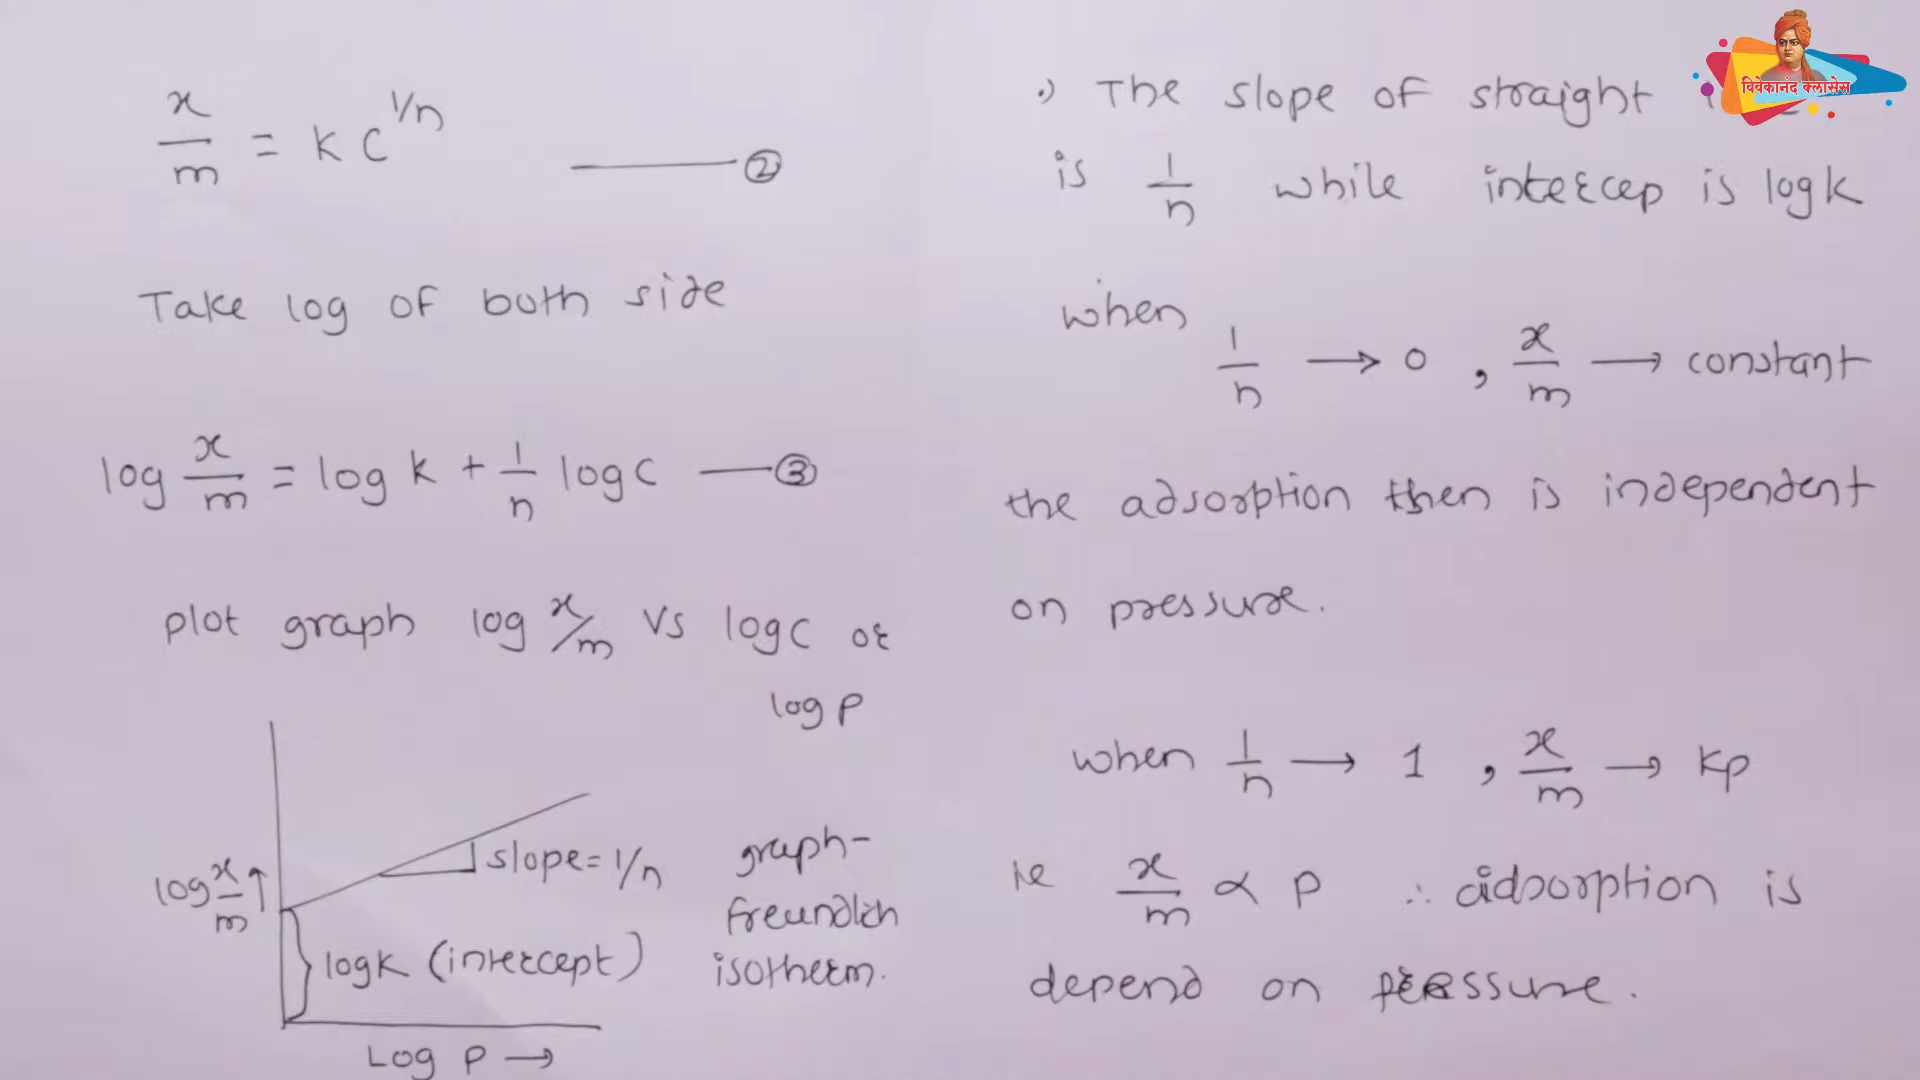 x/m = k c^1/n ——— ②
Take log of both side
log x/m = log k + 1/n log c —— ③
plot graph log x/m vs log c or
log P
log x/m ↑
slope = 1/n
log k (intercept)
Log P →
graph-
freundlich
isotherm.
•) The slope of straight
is 1/n while intercep is log k
when
1/n → 0 , x/m → constant
the adsorption then is independent
on pressure.
when 1/n → 1 , x/m → kp
ie x/m ∝ P ∴ adsorption is
depend on pressure.
विवेकानंद क्लासेस